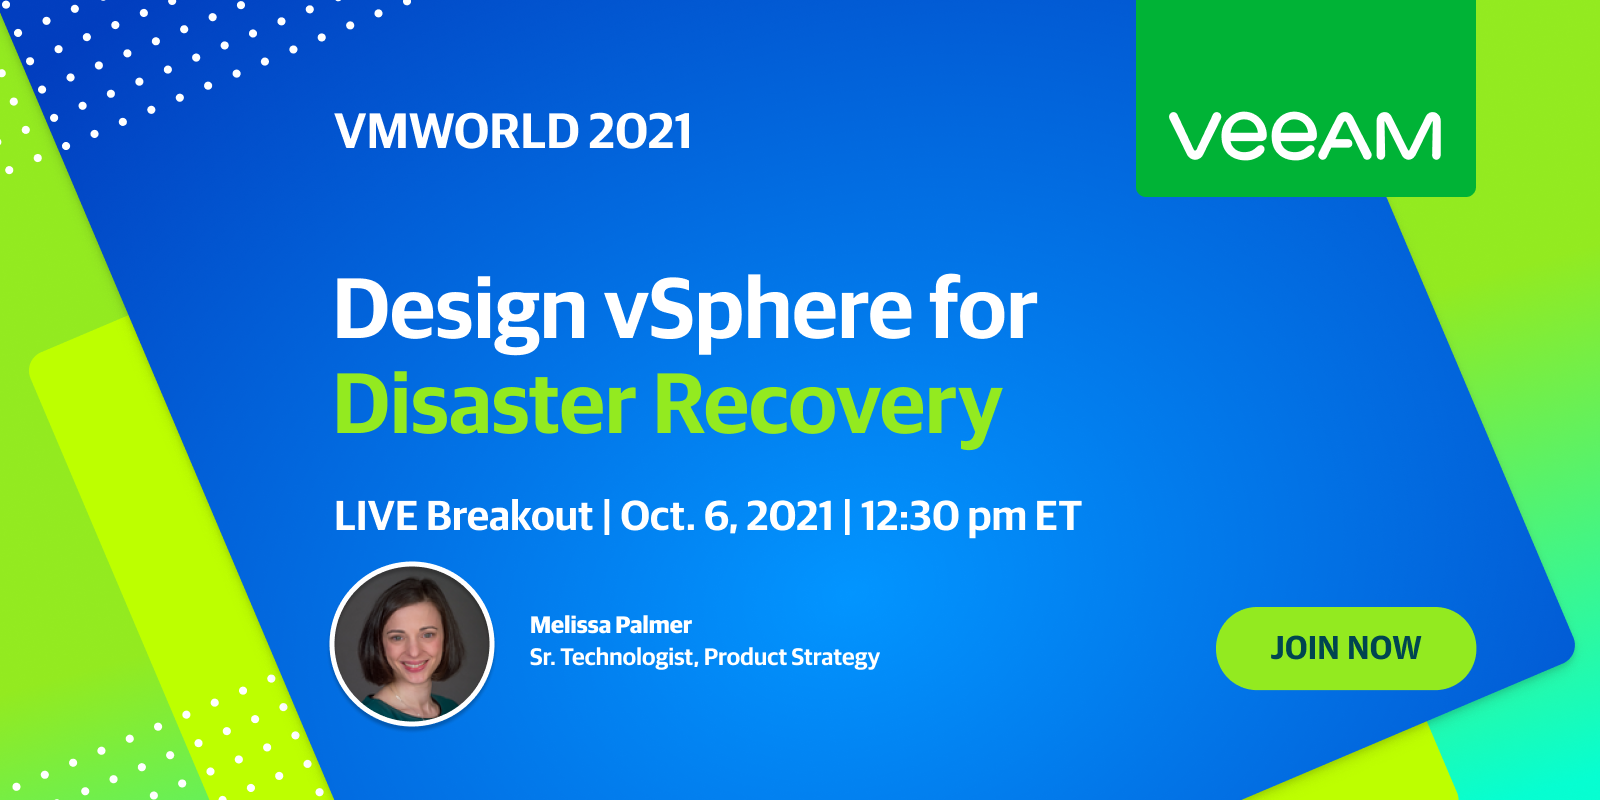 VMWORLD 2021
VEEAM
Design vSphere for
Disaster Recovery
LIVE Breakout | Oct. 6, 2021 | 12:30 pm ET
Melissa Palmer
Sr. Technologist, Product Strategy
JOIN NOW